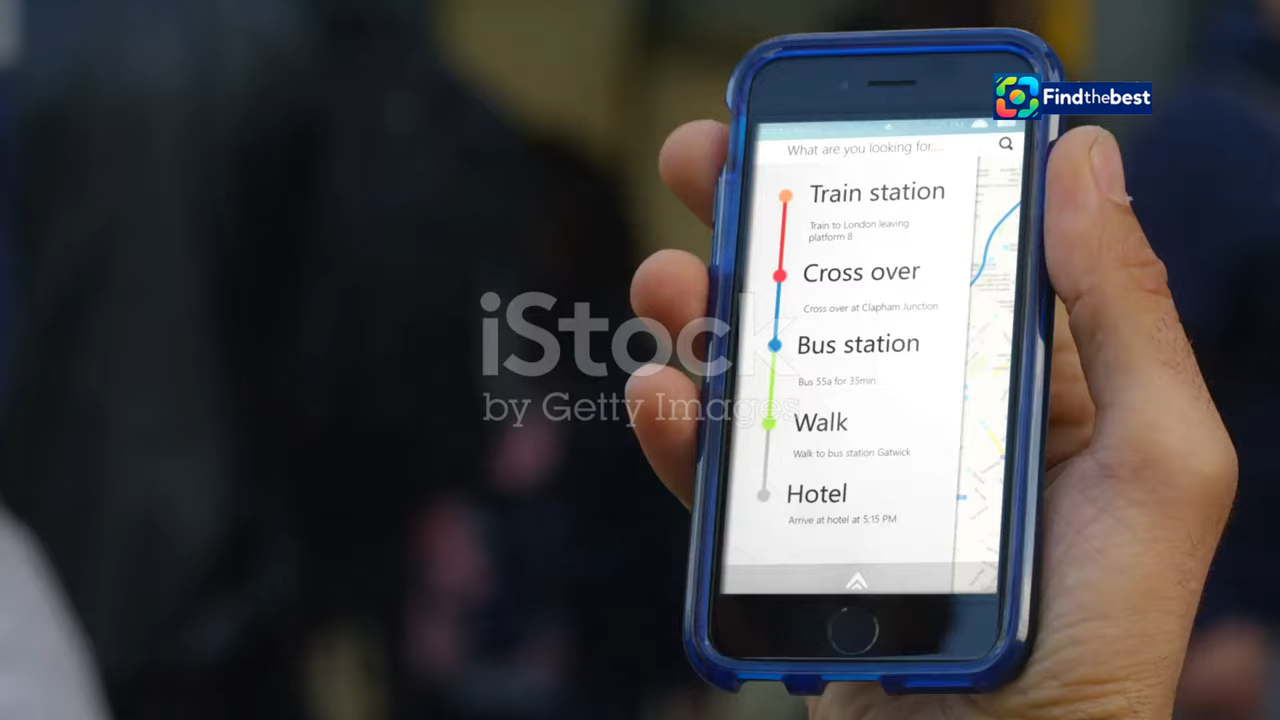 FindtheBest
What are you looking for....
Train station
Train to London leaving
platform 8
Cross over
Cross over at Clapham Junction
Bus station
Bus 55a for 35min
Walk
Walk to bus station Gatwick
Hotel
Arrive at hotel at 5:15 PM
iStock
by Getty Images